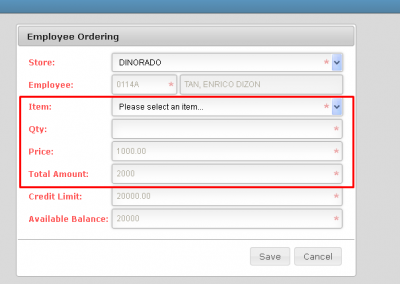 Employee Ordering
Store: DINORADO *
Employee: 0114A * TAN, ENRICO DIZON
Item: Please select an item... *
Qty: *
Price: 1000.00 *
Total Amount: 2000 *
Credit Limit: 20000.00 *
Available Balance: 20000 *
Save Cancel